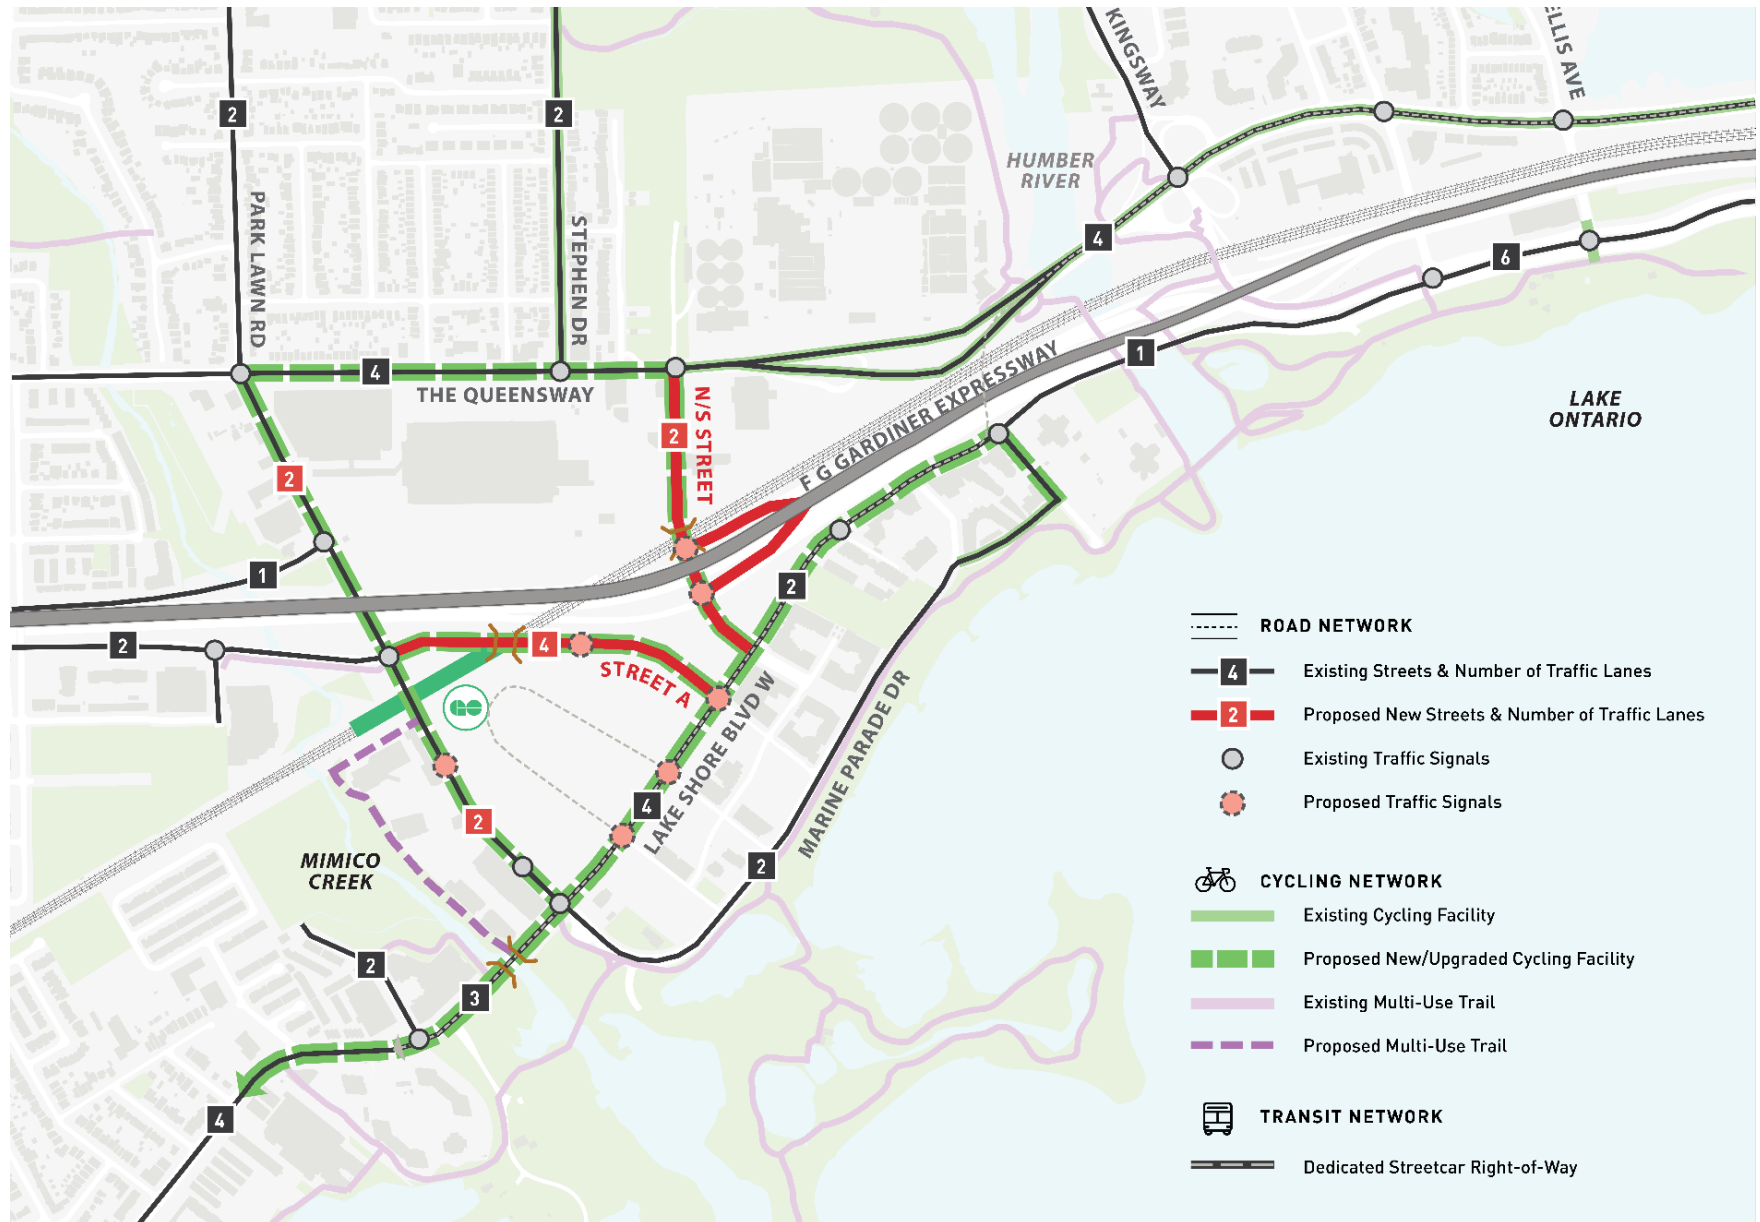 KINGSWAY
ELLIS AVE
2
2
HUMBER
RIVER
PARK LAWN RD
STEPHEN DR
4
6
1
4
THE QUEENSWAY
N/S STREET
2
F G GARDINER EXPRESSWAY
LAKE
ONTARIO
2
1
2
2
4
STREET A
LAKE SHORE BLVD W
MARINE PARADE DR
4
2
2
MIMICO
CREEK
2
3
4
ROAD NETWORK
4
Existing Streets & Number of Traffic Lanes
2
Proposed New Streets & Number of Traffic Lanes
Existing Traffic Signals
Proposed Traffic Signals
CYCLING NETWORK
Existing Cycling Facility
Proposed New/Upgraded Cycling Facility
Existing Multi-Use Trail
Proposed Multi-Use Trail
TRANSIT NETWORK
Dedicated Streetcar Right-of-Way